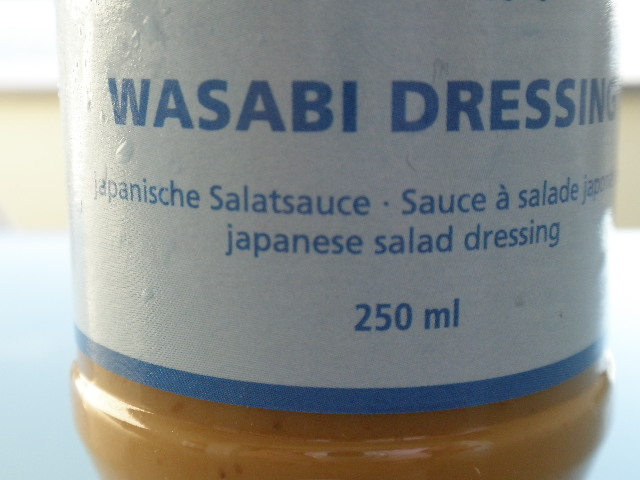 WASABI DRESSING
japanische Salatsauce · Sauce à salade
japanese salad dressing
250 ml